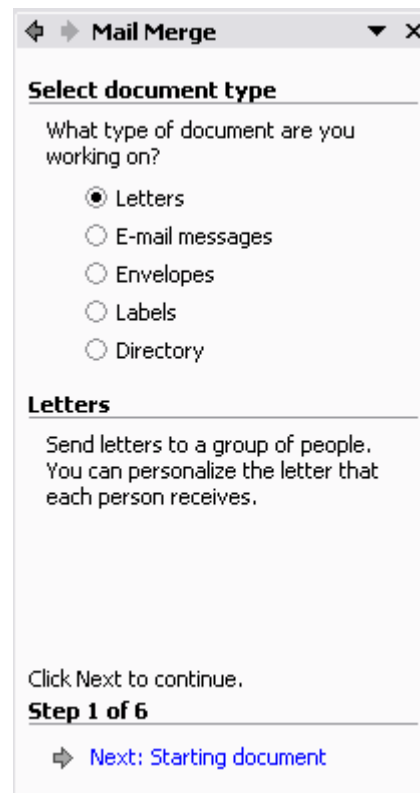 Mail Merge
Select document type
What type of document are you
working on?
Letters
E-mail messages
Envelopes
Labels
Directory
Letters
Send letters to a group of people.
You can personalize the letter that
each person receives.
Click Next to continue.
Step 1 of 6
Next: Starting document